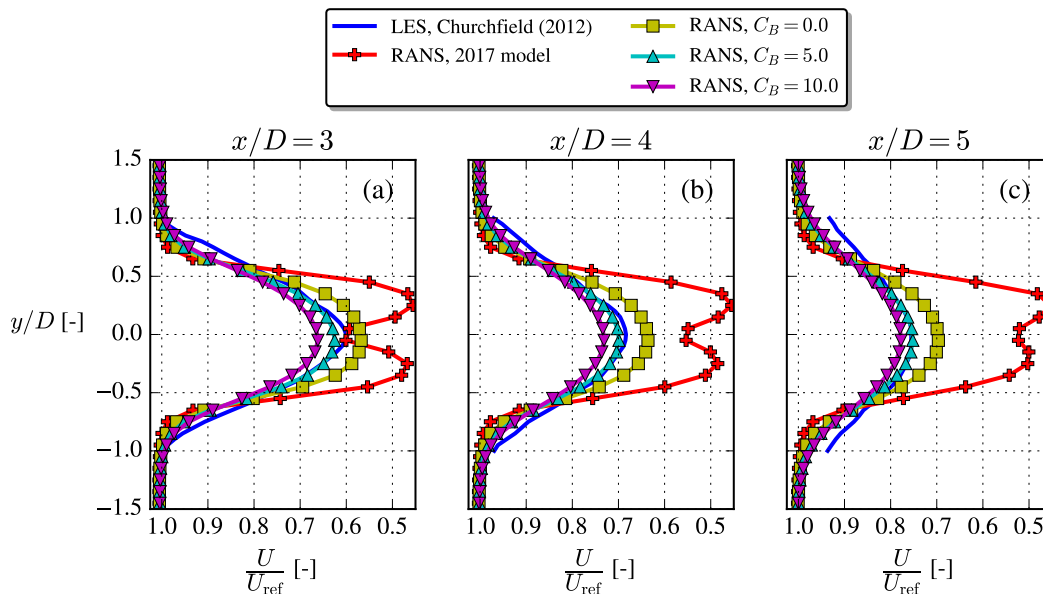 LES, Churchfield (2012)
RANS, 2017 model
RANS, C_B = 0.0
RANS, C_B = 5.0
RANS, C_B = 10.0
x/D = 3
x/D = 4
x/D = 5
(a)
(b)
(c)
y/D [-]
1.5
1.0
0.5
0.0
−0.5
−1.0
−1.5
1.0 0.9 0.8 0.7 0.6 0.5
1.0 0.9 0.8 0.7 0.6 0.5
1.0 0.9 0.8 0.7 0.6 0.5
U/U_ref [-]
U/U_ref [-]
U/U_ref [-]